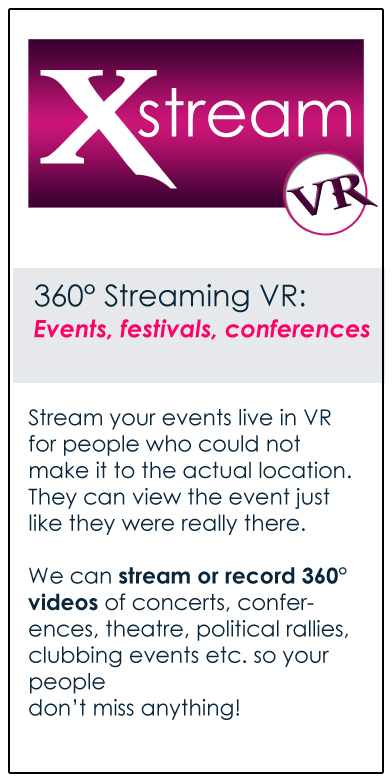 Xstream
VR
360° Streaming VR:
Events, festivals, conferences
Stream your events live in VR
for people who could not
make it to the actual location.
They can view the event just
like they were really there.
We can stream or record 360°
videos of concerts, confer-
ences, theatre, political rallies,
clubbing events etc. so your
people
don’t miss anything!